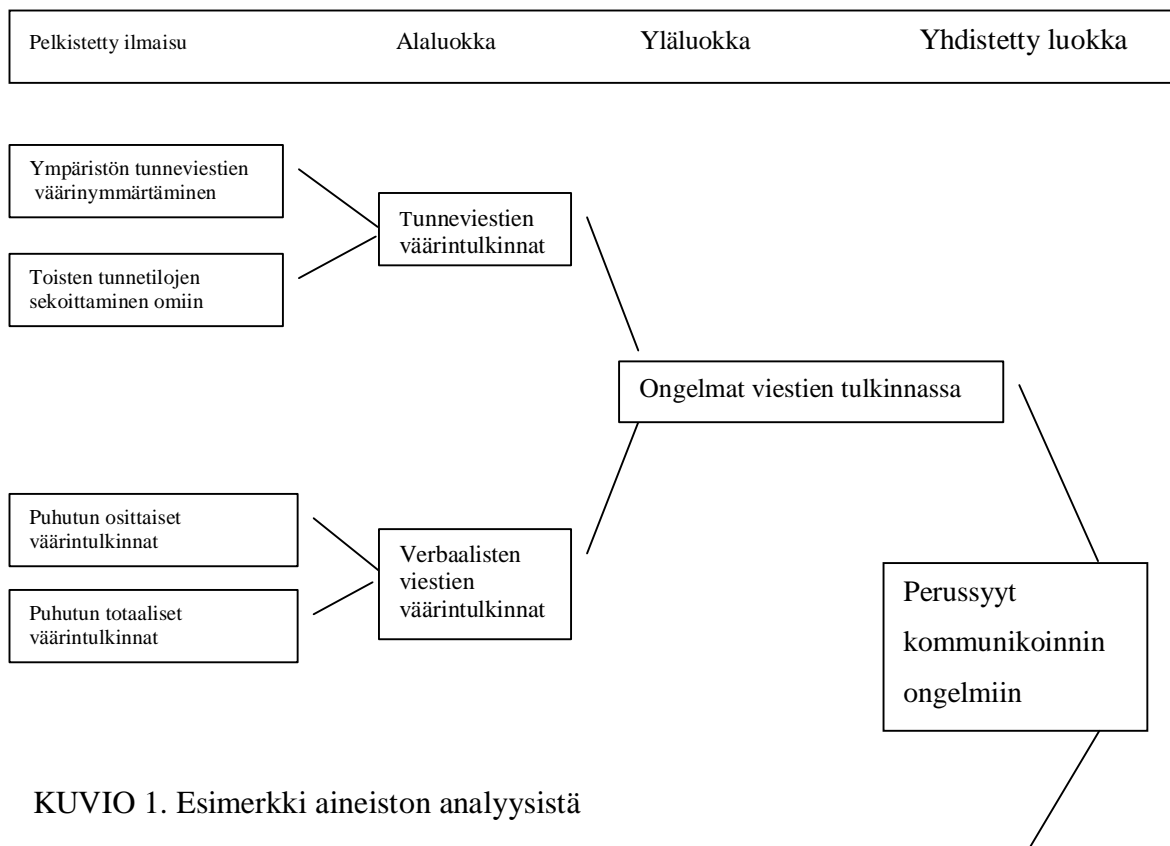 Pelkistetty ilmaisu Alaluokka Yläluokka Yhdistetty luokka
Ympäristön tunneviestien
väärinymmärtäminen
Toisten tunnetilojen
sekoittaminen omiin
Tunneviestien
väärintulkinnat
Ongelmat viestien tulkinnassa
Puhutun osittaiset
väärintulkinnat
Puhutun totaaliset
väärintulkinnat
Verbaalisten
viestien
väärintulkinnat
Perussyyt
kommunikoinnin
ongelmiin
KUVIO 1. Esimerkki aineiston analyysistä